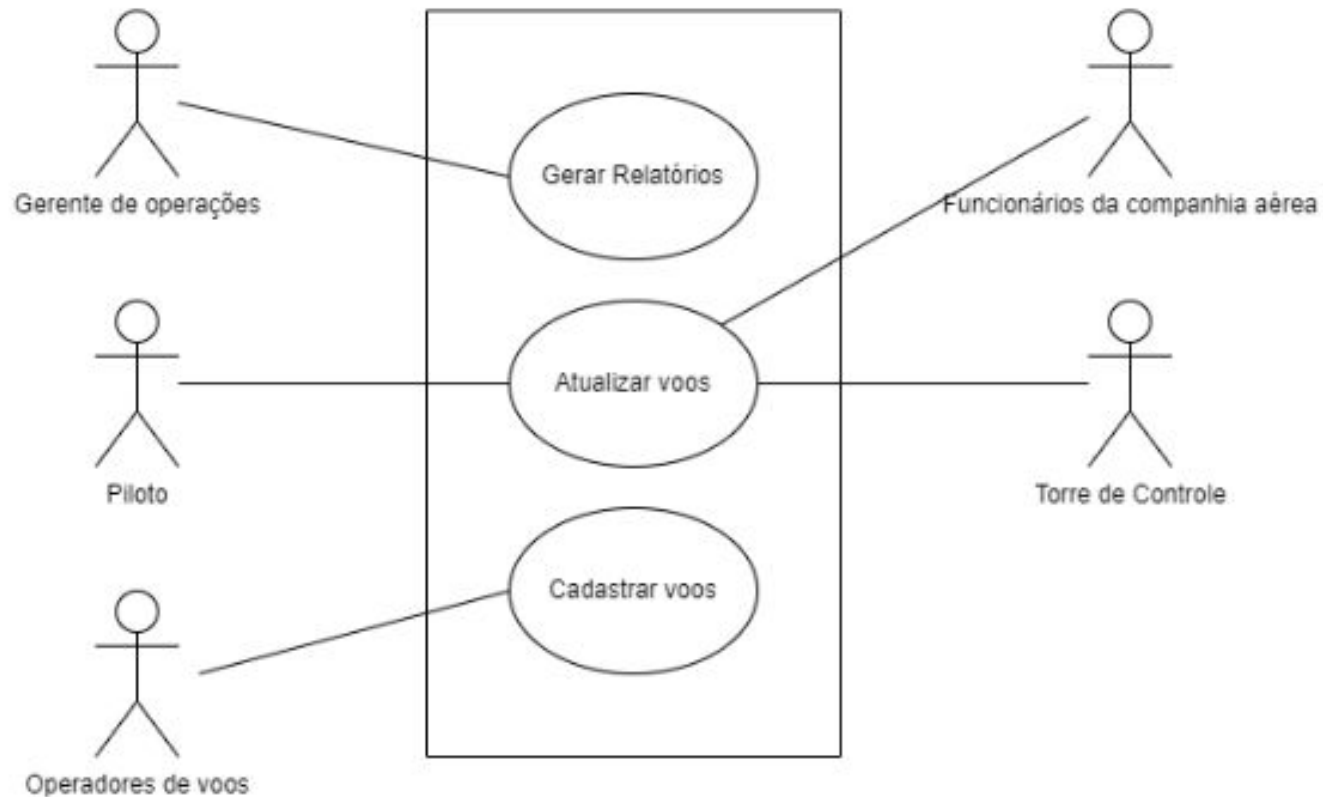 Gerar Relatórios
Gerente de operações
Funcionários da companhia aérea
Atualizar voos
Piloto
Torre de Controle
Cadastrar voos
Operadores de voos